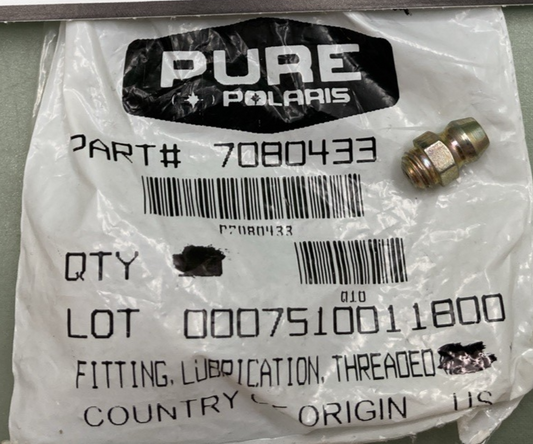 PURE
POLARIS
PART# 7080433
P7080433
QTY
Q10
LOT 0007510011800
FITTING, LUBRICATION, THREADED
COUNTRY ORIGIN US